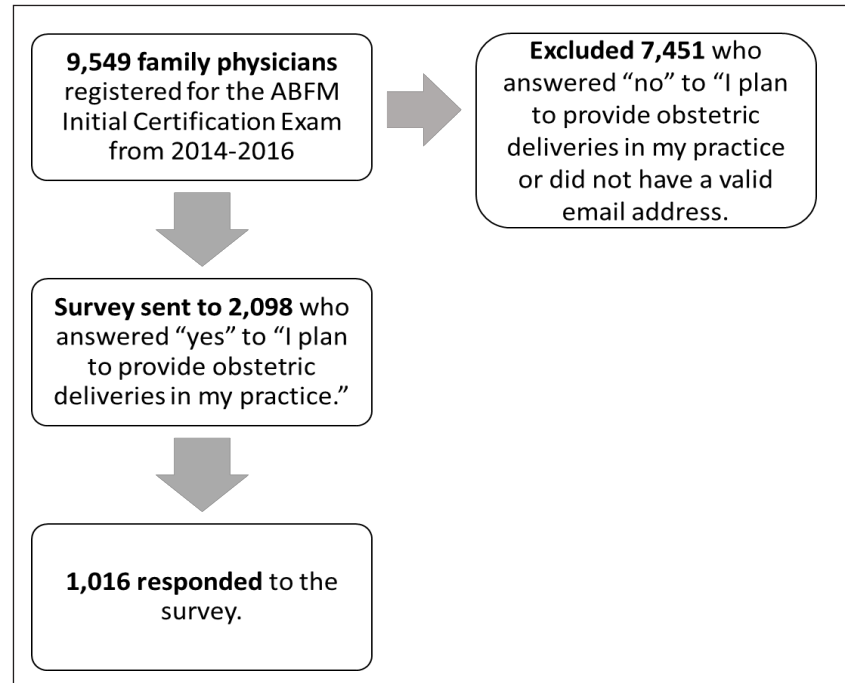 9,549 family physicians
registered for the ABFM
Initial Certification Exam
from 2014-2016
Excluded 7,451 who
answered “no” to “I plan
to provide obstetric
deliveries in my practice
or did not have a valid
email address.
Survey sent to 2,098 who
answered “yes” to “I plan
to provide obstetric
deliveries in my practice.”
1,016 responded to the
survey.